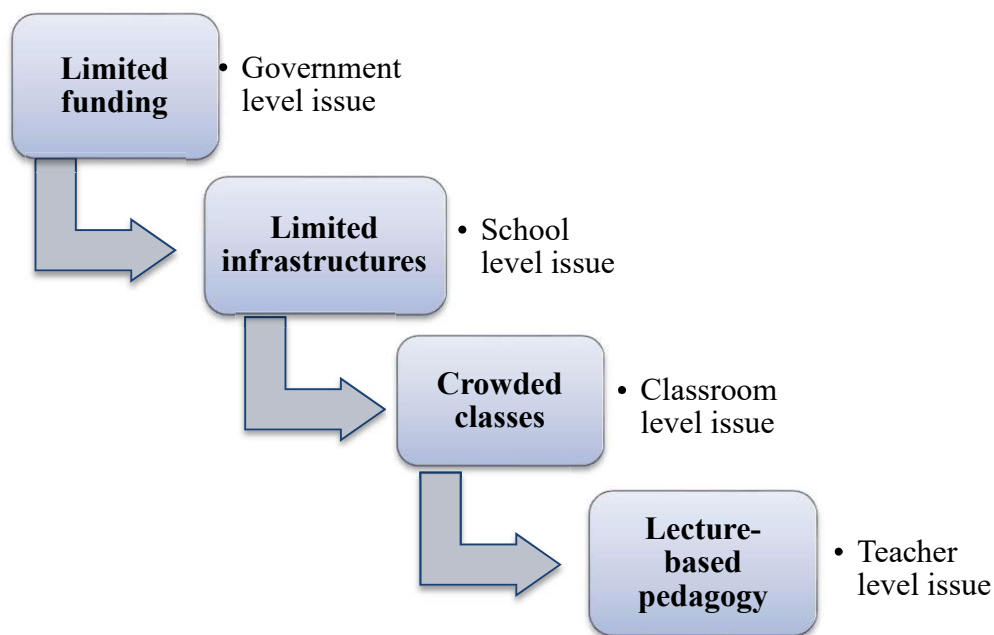 Limited
funding
• Government
level issue
Limited
infrastructures
• School
level issue
Crowded
classes
• Classroom
level issue
Lecture-
based
pedagogy
• Teacher
level issue